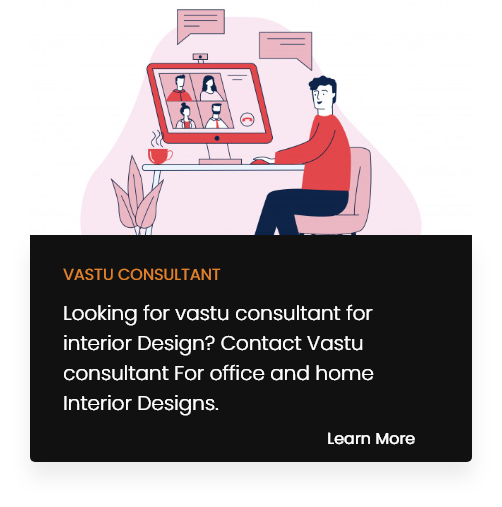 VASTU CONSULTANT
Looking for vastu consultant for
interior Design? Contact Vastu
consultant For office and home
Interior Designs.
Learn More